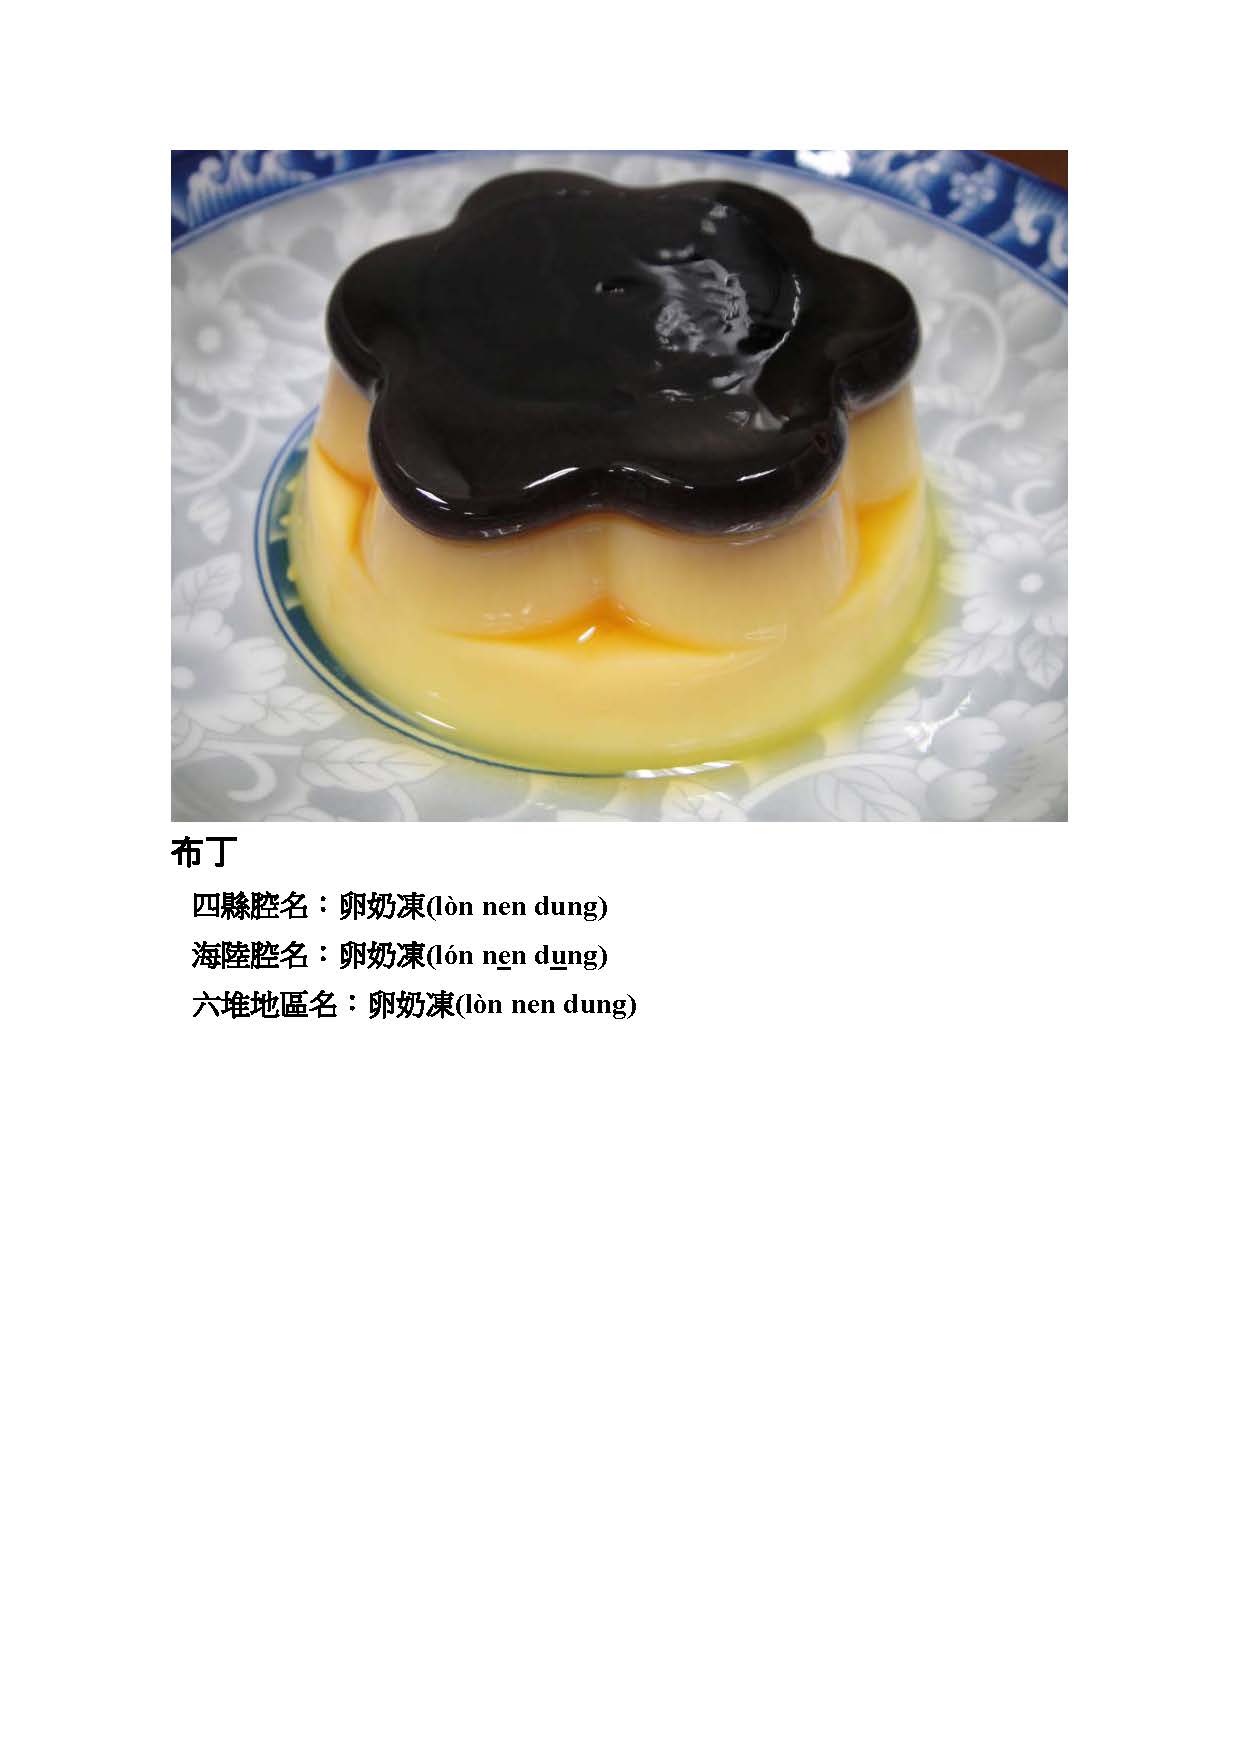 布丁
四縣腔名：卵奶凍(lòn nen dung)
海陸腔名：卵奶凍(lón ne̲n du̲ng)
六堆地區名：卵奶凍(lòn nen dung)